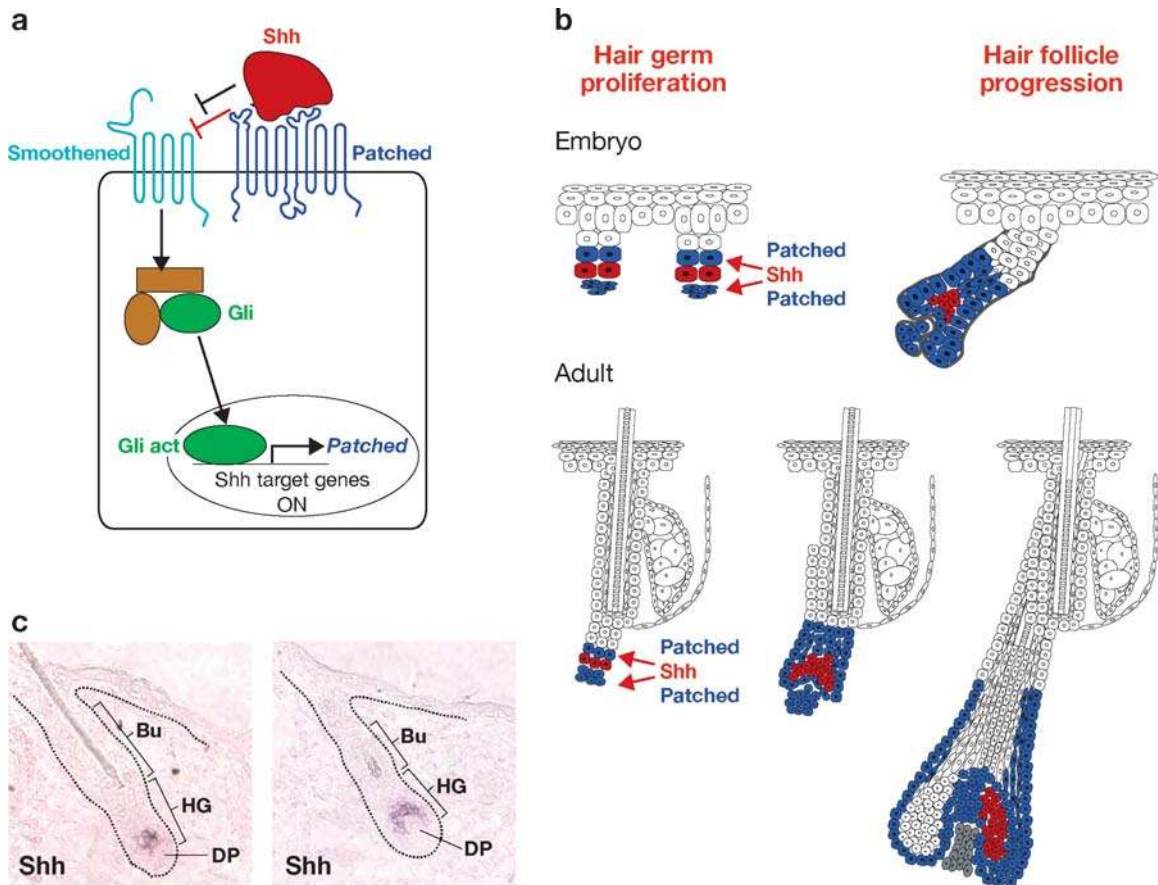 a
Shh
Smoothened
Patched
Gli
Gli act
Patched
Shh target genes
ON
b
Hair germ
proliferation
Hair follicle
progression
Embryo
Patched
Shh
Patched
Adult
Patched
Shh
Patched
c
Bu
HG
DP
Shh
Bu
HG
DP
Shh